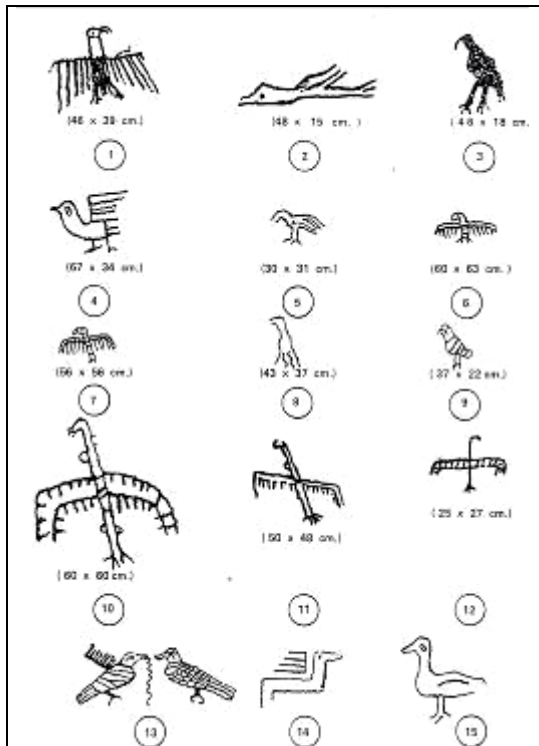 (46 x 39 cm.)
(48 x 15 cm. )
(48 x 18 cm.
1
2
3
(67 x 34 cm.)
(30 x 31 cm.)
(60 x 63 cm.)
4
5
6
(56 x 56 cm.)
(43 x 37 cm.)
(37 x 22 cm.)
7
8
9
(60 x 60 cm.)
(50 x 48 cm.)
(25 x 27 cm.)
10
11
12
13
14
15